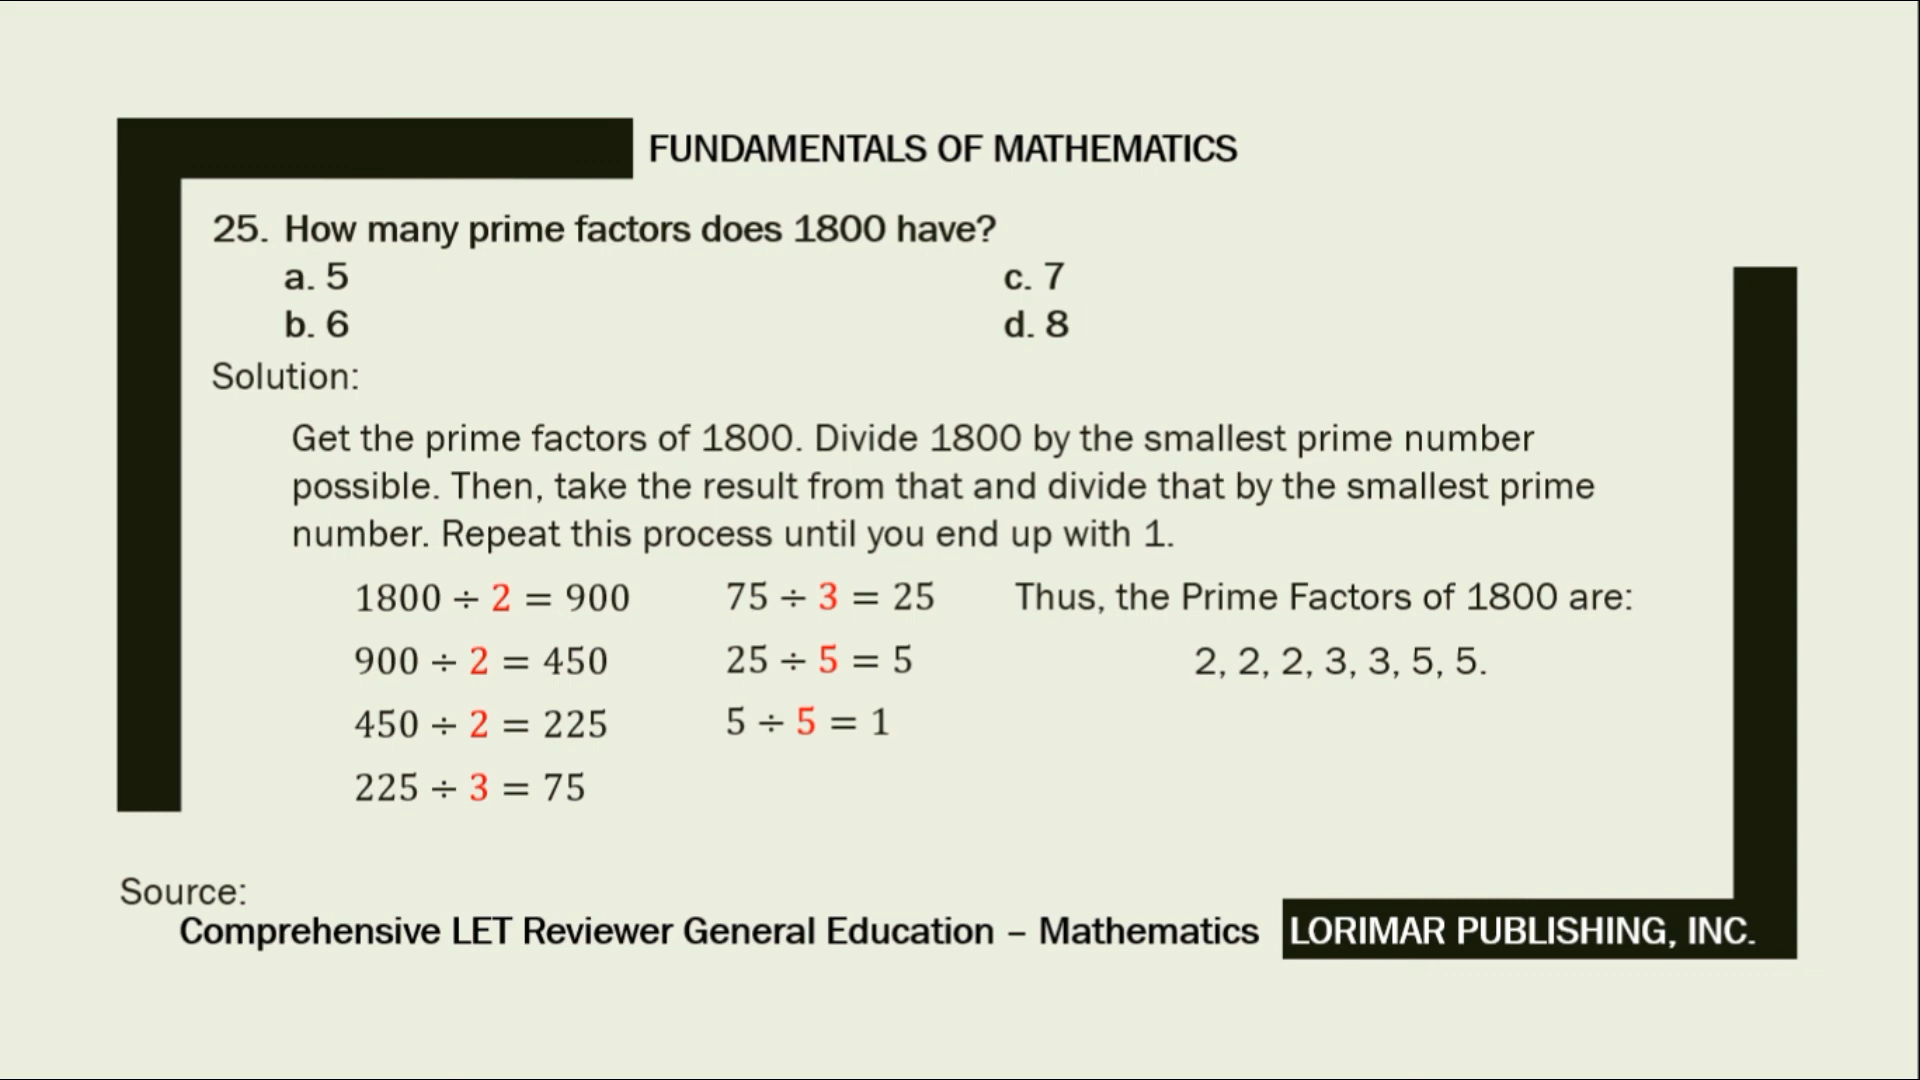 FUNDAMENTALS OF MATHEMATICS
25. How many prime factors does 1800 have?
a. 5
c. 7
b. 6
d. 8
Solution:
Get the prime factors of 1800. Divide 1800 by the smallest prime number
possible. Then, take the result from that and divide that by the smallest prime
number. Repeat this process until you end up with 1.
1800 ÷ 2 = 900
900 ÷ 2 = 450
450 ÷ 2 = 225
225 ÷ 3 = 75
75 ÷ 3 = 25
25 ÷ 5 = 5
5 ÷ 5 = 1
Thus, the Prime Factors of 1800 are:
2, 2, 2, 3, 3, 5, 5.
Source:
Comprehensive LET Reviewer General Education – Mathematics LORIMAR PUBLISHING, INC.